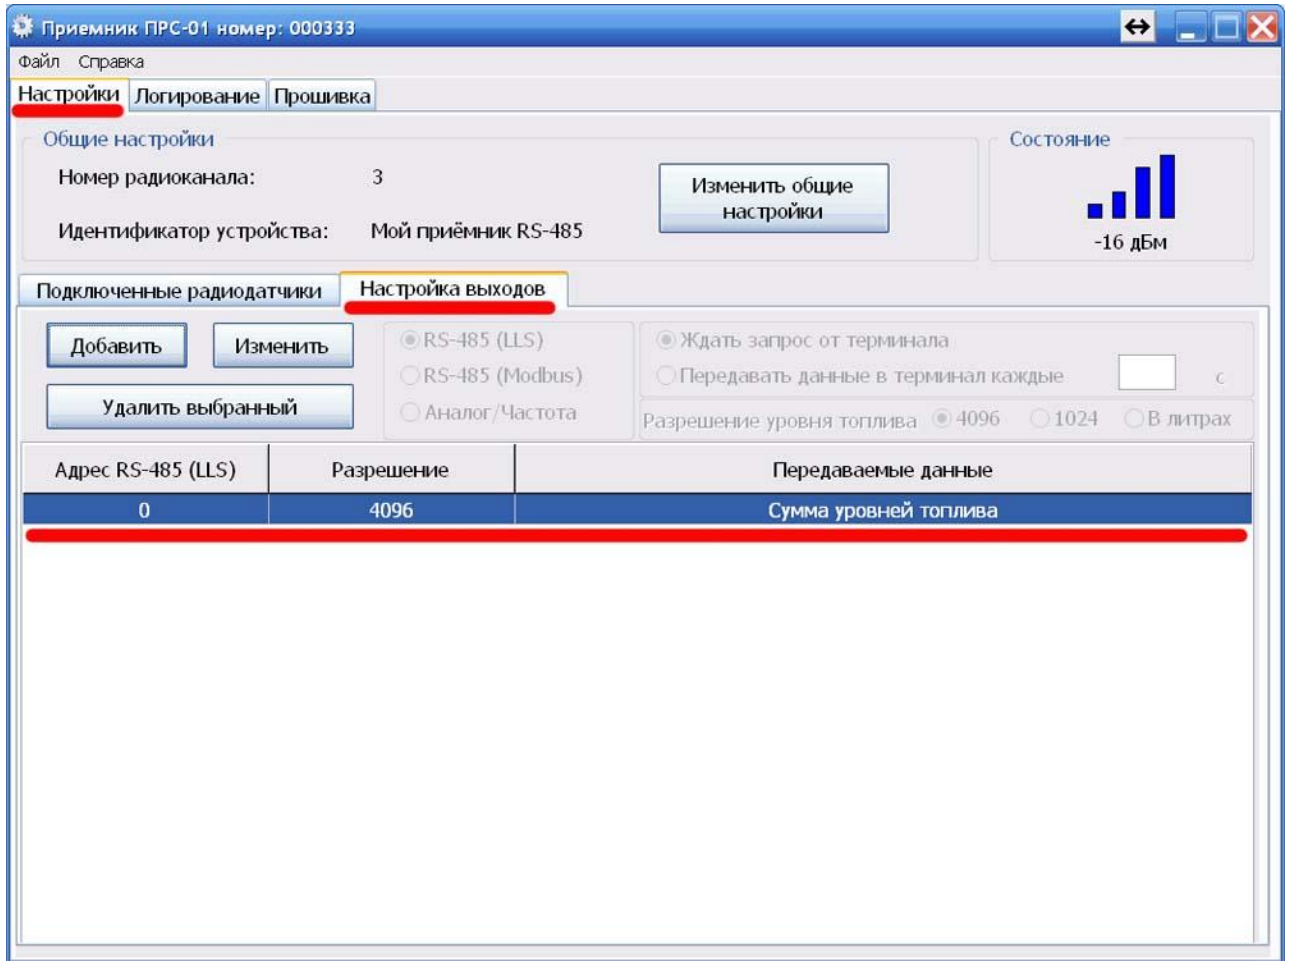 Приемник ПРС-01 номер: 000333
Файл Справка
Настройки Логирование Прошивка
Общие настройки
Состояние
Номер радиоканала: 3
Изменить общие
настройки
Идентификатор устройства: Мой приёмник RS-485
-16 дБм
Подключенные радиодатчики Настройка выходов
Добавить Изменить
RS-485 (LLS)
Ждать запрос от терминала
RS-485 (Modbus)
Передавать данные в терминал каждые с
Удалить выбранный
Аналог/Частота
Разрешение уровня топлива 4096 1024 В литрах
Адрес RS-485 (LLS) Разрешение Передаваемые данные
0 4096 Сумма уровней топлива